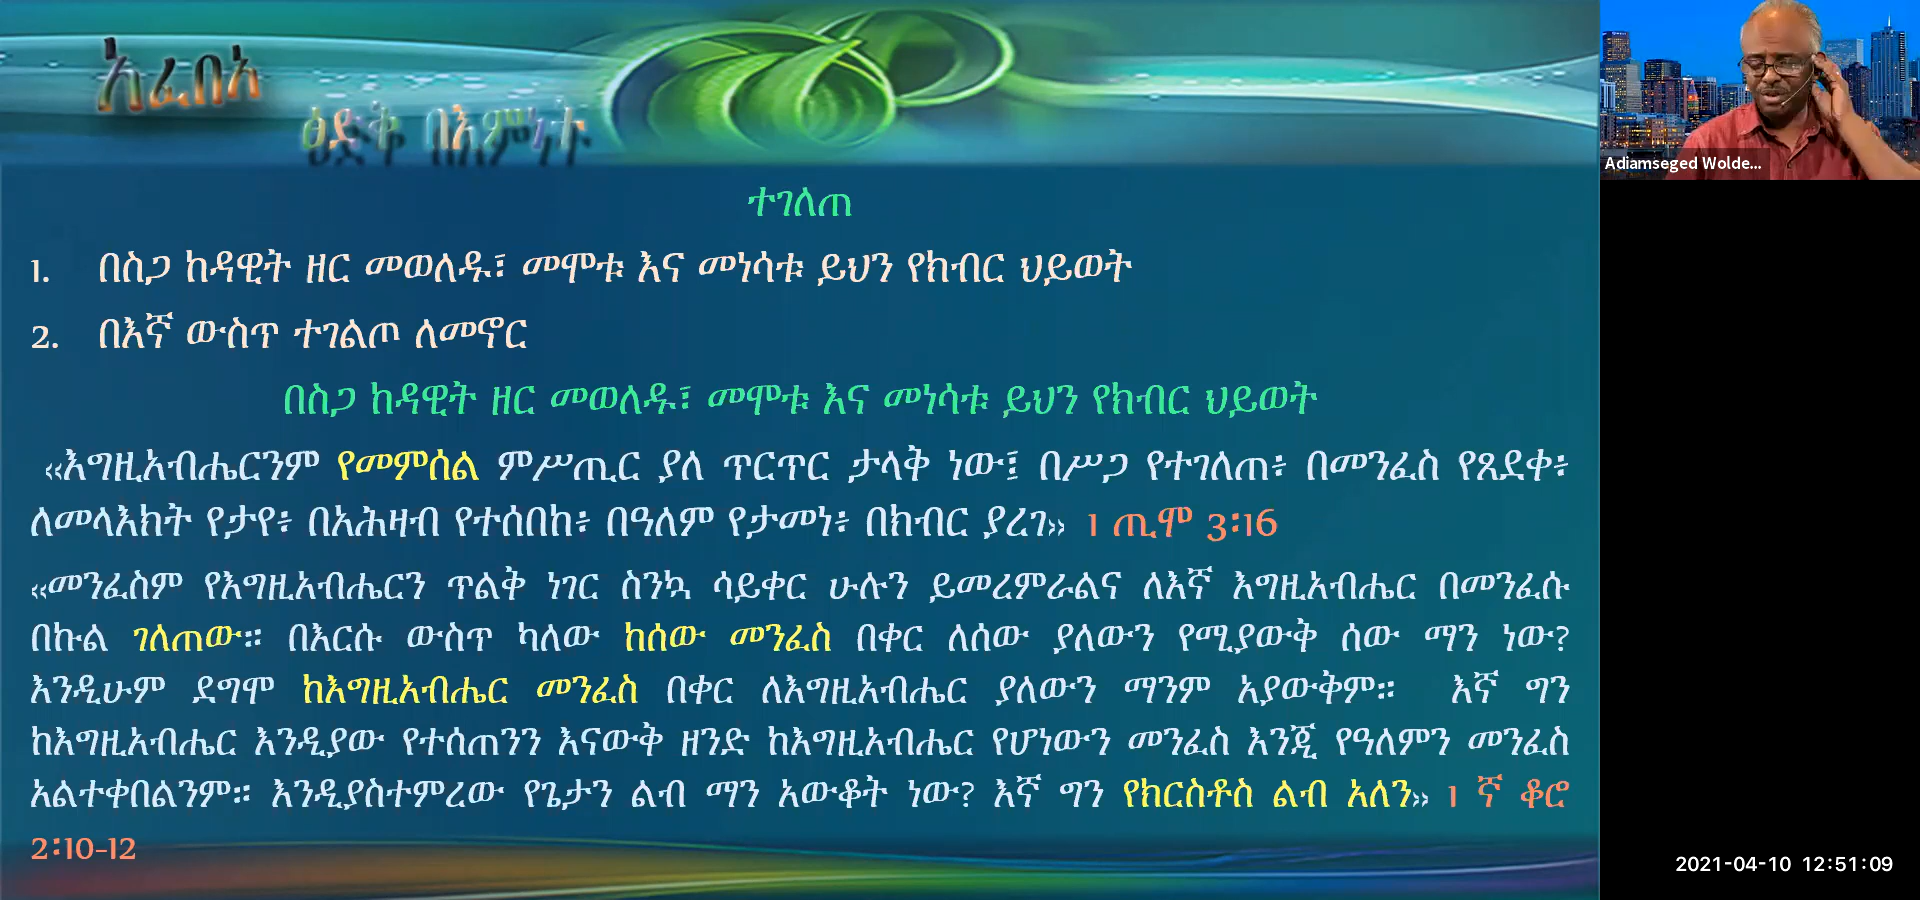 አፈበአ
ፅድቅ በእምነት
ተገለጠ
1. በስጋ ከዳዊት ዘር መወለዱ፣ መሞቱ እና መነሳቱ ይህን የክብር ህይወት
2. በእኛ ውስጥ ተገልጦ ለመኖር
በስጋ ከዳዊት ዘር መወለዱ፣ መሞቱ እና መነሳቱ ይህን የክብር ህይወት
‹‹እግዚአብሔርንም የመምሰል ምሥጢር ያለ ጥርጥር ታላቅ ነው፤ በሥጋ የተገለጠ፥ በመንፈስ የጸደቀ፥
ለመላእክት የታየ፥ በአሕዛብ የተሰበከ፥ በዓለም የታመነ፥ በክብር ያረገ›› 1 ጢሞ 3፡16
‹‹መንፈስም የእግዚአብሔርን ጥልቅ ነገር ስንኳ ሳይቀር ሁሉን ይመረምራልና ለእኛ እግዚአብሔር በመንፈሱ
በኩል ገለጠው። በእርሱ ውስጥ ካለው ከሰው መንፈስ በቀር ለሰው ያለውን የሚያውቅ ሰው ማን ነው?
እንዲሁም ደግሞ ከእግዚአብሔር መንፈስ በቀር ለእግዚአብሔር ያለውን ማንም አያውቅም። እኛ ግን
ከእግዚአብሔር እንዲያው የተሰጠንን እናውቅ ዘንድ ከእግዚአብሔር የሆነውን መንፈስ እንጂ የዓለምን መንፈስ
አልተቀበልንም። እንዲያስተምረው የጌታን ልብ ማን አውቆት ነው? እኛ ግን የክርስቶስ ልብ አለን›› 1 ኛ ቆሮ
2፡10-12
Adiamseged Wolde...
2021-04-10 12:51:09